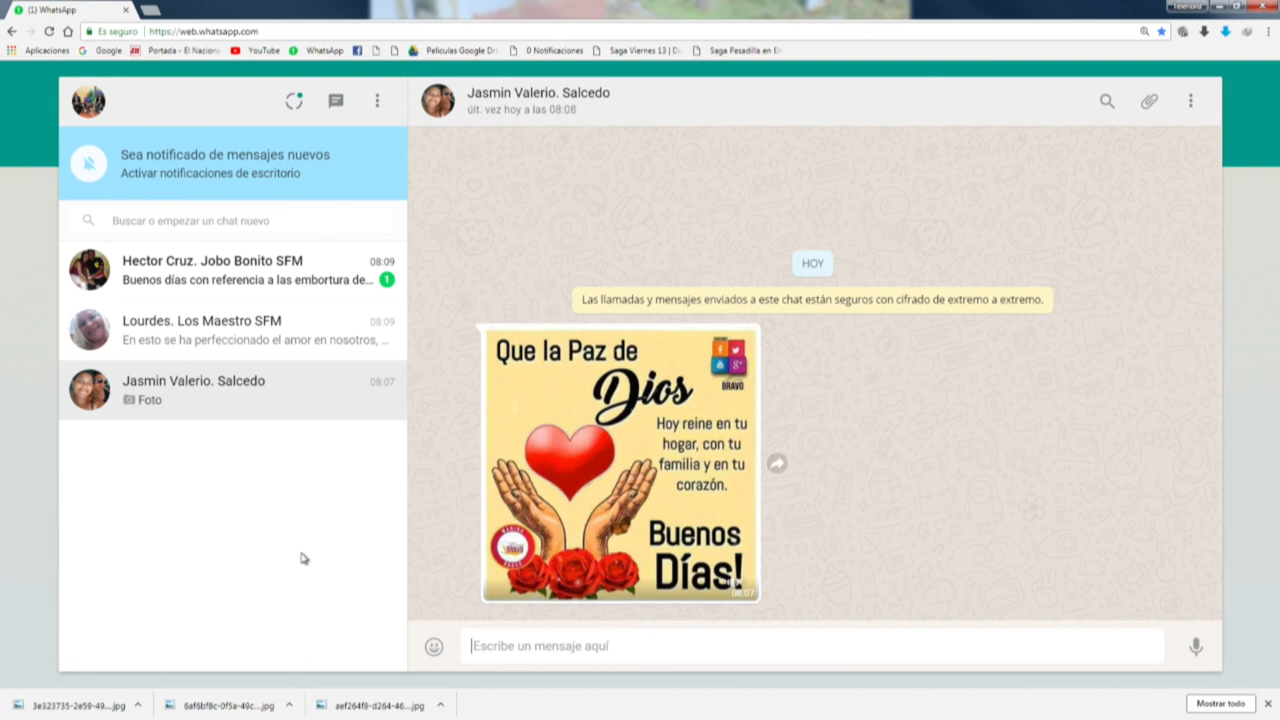 (1) WhatsApp
Telenord
Es seguro
https://web.whatsapp.com
Aplicaciones
Google
Portada - El Naciona
YouTube
WhatsApp
Peliculas Google Dri
0 Notificaciones
Saga Viernes 13 | D
Saga Pesadilla en El
Sea notificado de mensajes nuevos
Activar notificaciones de escritorio
Buscar o empezar un chat nuevo
Hector Cruz. Jobo Bonito SFM
08:09
Buenos días con referencia a las embortura de...
1
Lourdes. Los Maestro SFM
08:09
En esto se ha perfeccionado el amor en nosotros, ...
Jasmin Valerio. Salcedo
08:07
Foto
Jasmin Valerio. Salcedo
últ. vez hoy a las 08:08
HOY
Las llamadas y mensajes enviados a este chat están seguros con cifrado de extremo a extremo.
Que la Paz de
Dios
BRAVO
Hoy reine en tu
hogar, con tu
familia y en tu
corazón.
BRAVO
Buenos
Días!
08:07
Escribe un mensaje aquí
3e323735-2e59-49...jpg
6af6bf8c-0f5a-49c...jpg
aef264f8-d264-46...jpg
Mostrar todo